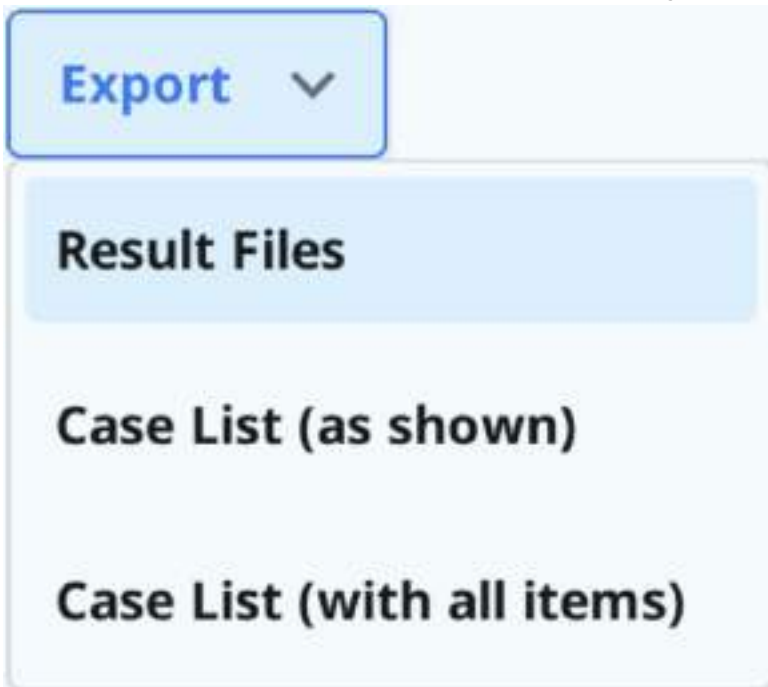 Export
Result Files
Case List (as shown)
Case List (with all items)